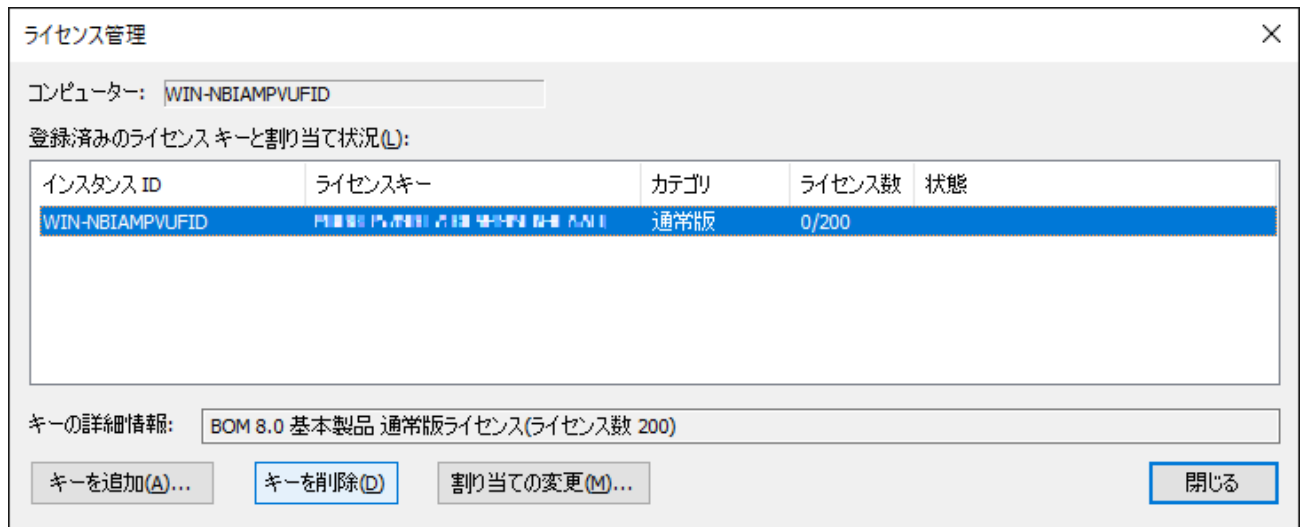 ライセンス管理
コンピューター: WIN-NBIAMPVUFID
登録済みのライセンス キーと割り当て状況(L):
インスタンス ID ライセンスキー カテゴリ ライセンス数 状態
WIN-NBIAMPVUFID 通常版 0/200
キーの詳細情報: BOM 8.0 基本製品 通常版ライセンス(ライセンス数 200)
キーを追加(A)... キーを削除(D) 割り当ての変更(M)... 閉じる